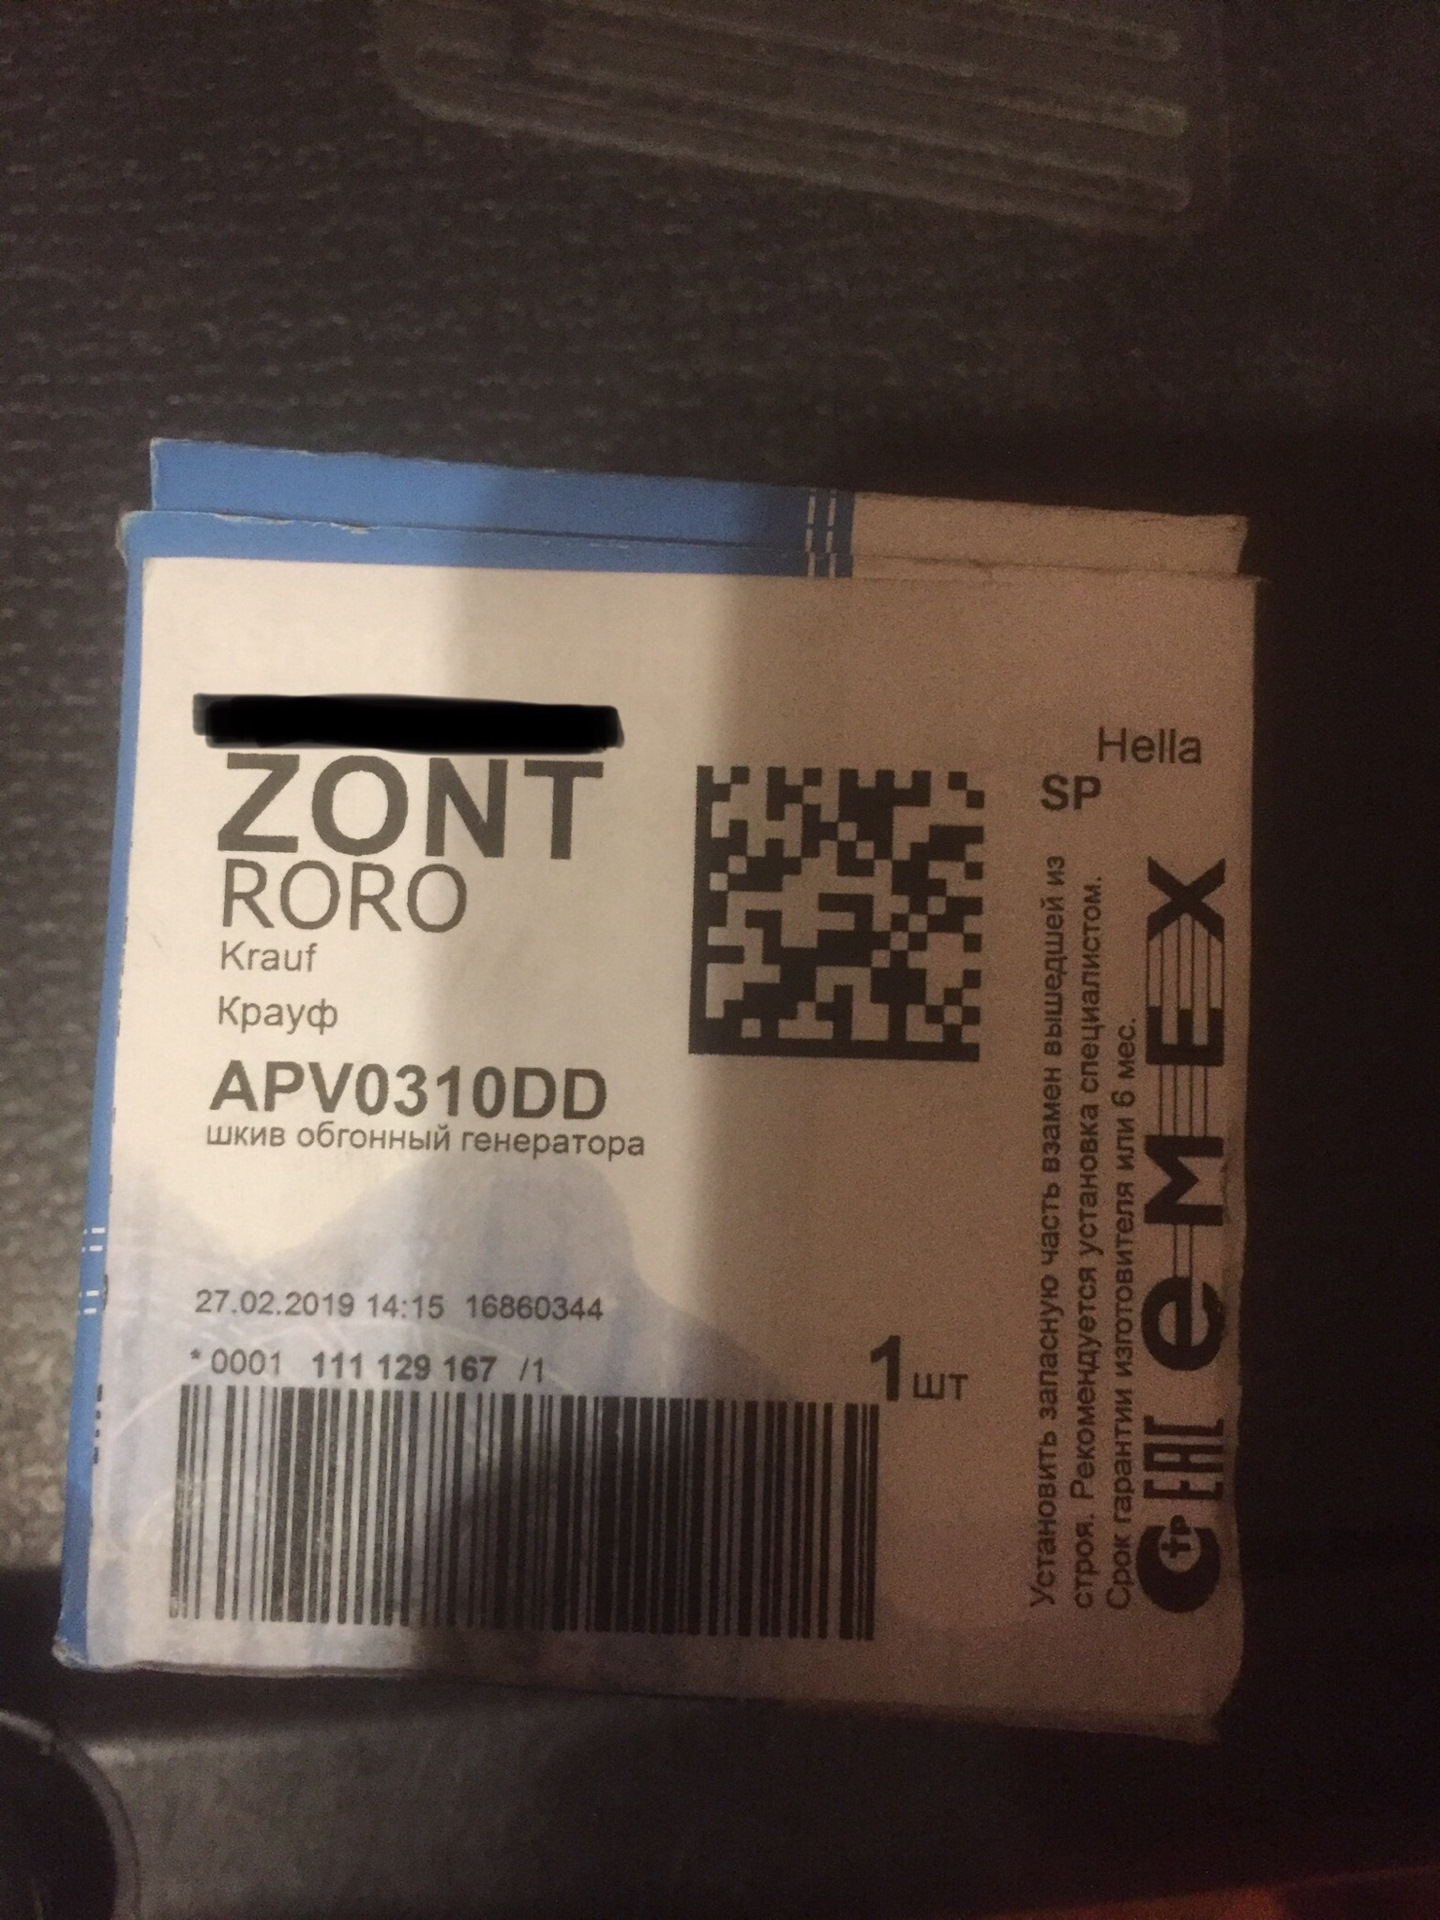 ZONT
RORO
Krauf
Крауф
APV0310DD
шкив обгонный генератора
27.02.2019 14:15 16860344
*0001 111 129 167 /1
1шт
Hella
SP
Установить запасную часть взамен вышедшей из
строя. Рекомендуется установка специалистом.
Срок гарантии изготовителя или 6 мес.
eMEX
EAC
Стр